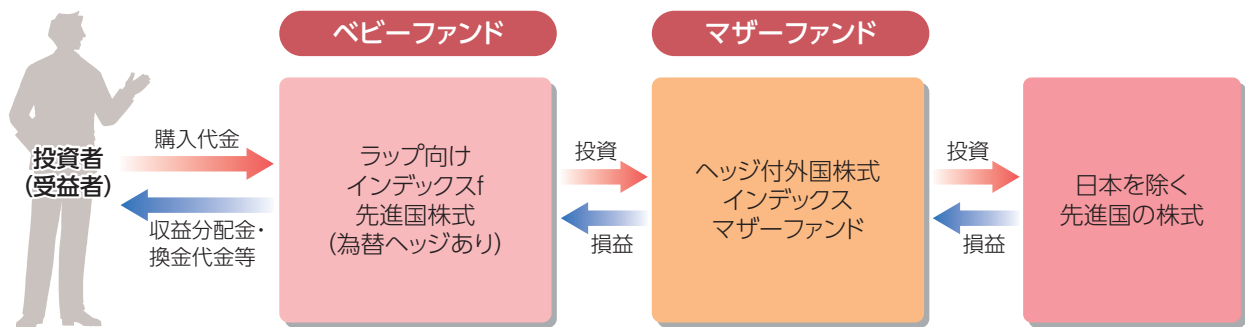 ベビーファンド
マザーファンド
投資者
(受益者)
購入代金
収益分配金・
換金代金等
ラップ向け
インデックスf
先進国株式
(為替ヘッジあり)
投資
損益
ヘッジ付外国株式
インデックス
マザーファンド
投資
損益
日本を除く
先進国の株式